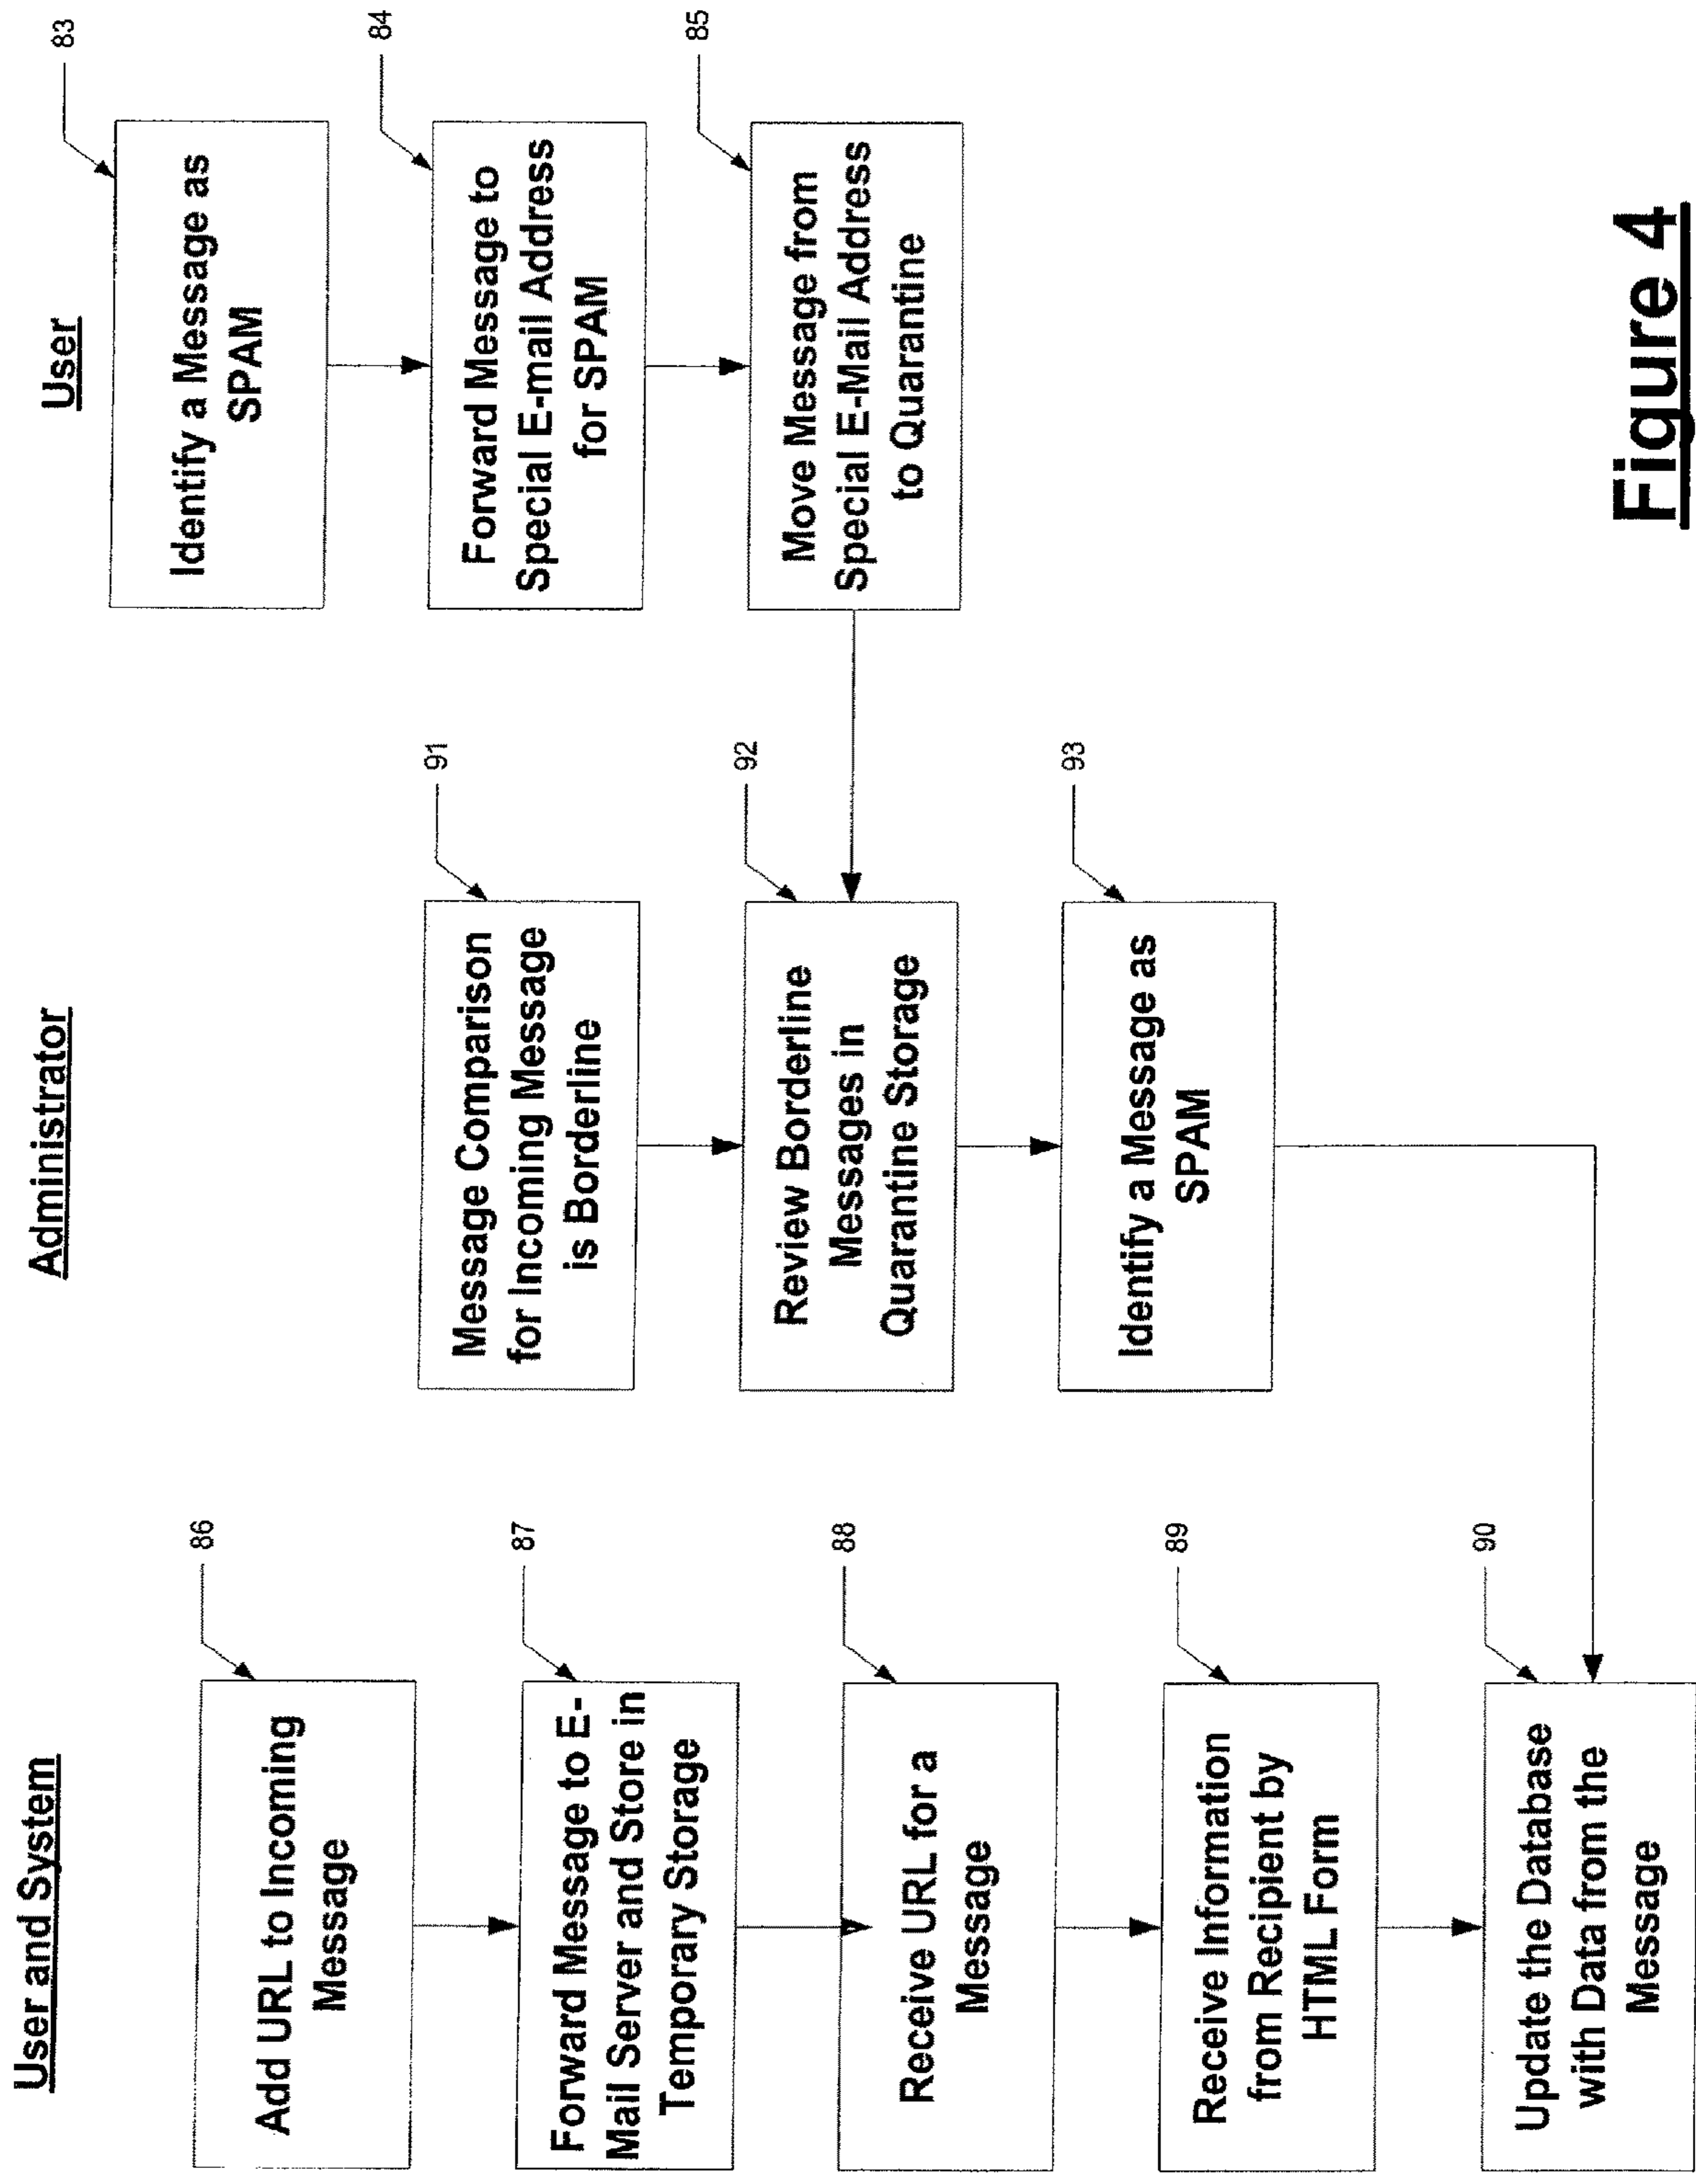 User and System
Administrator
User
86
Add URL to Incoming
Message
87
Forward Message to E-
Mail Server and Store in
Temporary Storage
88
Receive URL for a
Message
89
Receive Information
from Recipient by
HTML Form
90
Update the Database
with Data from the
Message
91
Message Comparison
for Incoming Message
is Borderline
92
Review Borderline
Messages in
Quarantine Storage
93
Identify a Message as
SPAM
83
Identify a Message as
SPAM
84
Forward Message to
Special E-mail Address
for SPAM
85
Move Message from
Special E-Mail Address
to Quarantine
Figure 4